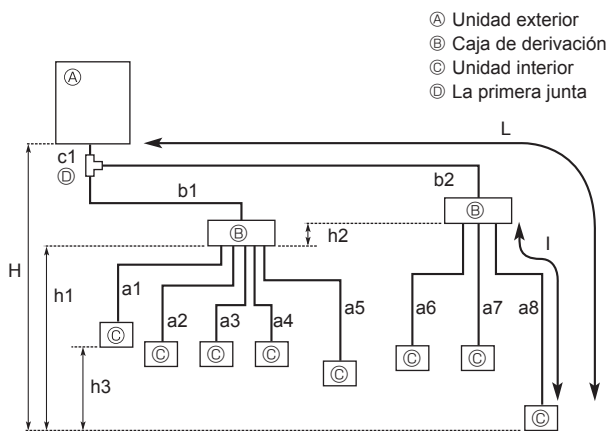 Ⓐ Unidad exterior
Ⓑ Caja de derivación
Ⓒ Unidad interior
Ⓓ La primera junta
Ⓐ
L
c1
Ⓓ
b1
b2
Ⓑ
Ⓑ
h2
l
H
h1
a1
a2
a3
a4
a5
a6
a7
a8
h3
Ⓒ
Ⓒ
Ⓒ
Ⓒ
Ⓒ
Ⓒ
Ⓒ
Ⓒ